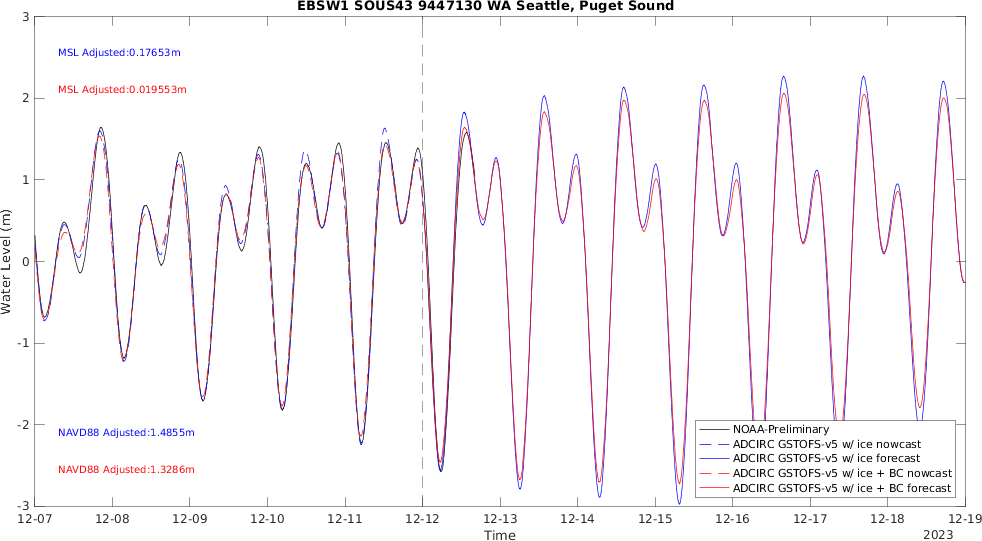 EBSW1 SOUS43 9447130 WA Seattle, Puget Sound
3
MSL Adjusted:0.17653m
MSL Adjusted:0.019553m
2
1
0
Water Level (m)
-1
-2
NAVD88 Adjusted:1.4855m
NAVD88 Adjusted:1.3286m
NOAA-Preliminary
ADCIRC GSTOFS-v5 w/ ice nowcast
ADCIRC GSTOFS-v5 w/ ice forecast
ADCIRC GSTOFS-v5 w/ ice + BC nowcast
ADCIRC GSTOFS-v5 w/ ice + BC forecast
-3
12-07 12-08 12-09 12-10 12-11 12-12 12-13 12-14 12-15 12-16 12-17 12-18 12-19
Time
2023